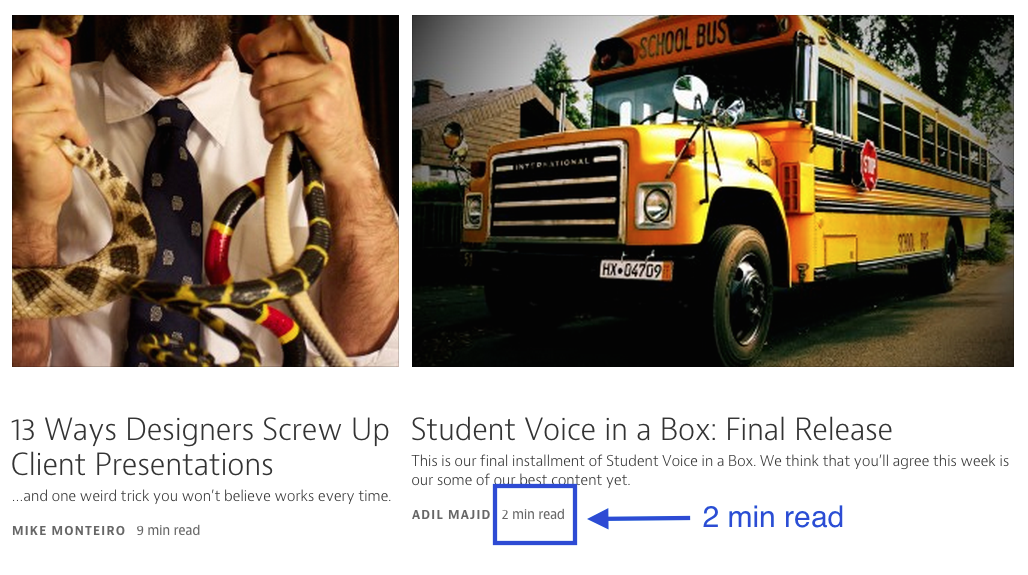 SCHOOL BUS
INTERNATIONAL
STOP
SCHOOL BUS
51
HX•04709
13 Ways Designers Screw Up
Client Presentations
...and one weird trick you won't believe works every time.
MIKE MONTEIRO 9 min read
Student Voice in a Box: Final Release
This is our final installment of Student Voice in a Box. We think that you'll agree this week is
our some of our best content yet.
ADIL MAJID 2 min read
2 min read